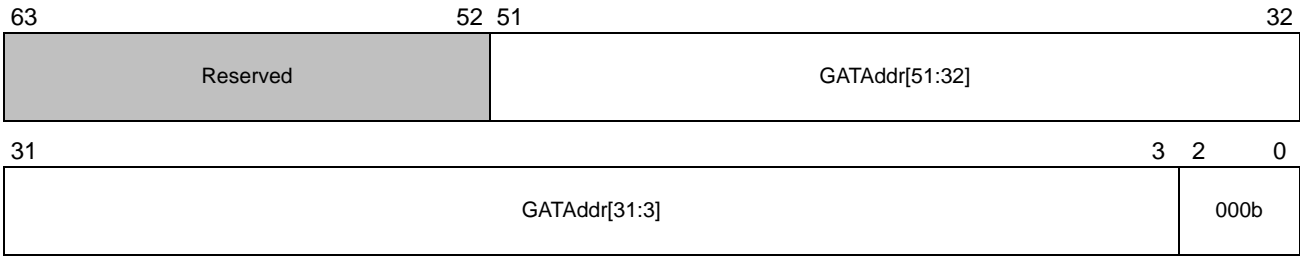 63 52 51 32
Reserved GATAddr[51:32]
31 3 2 0
GATAddr[31:3] 000b